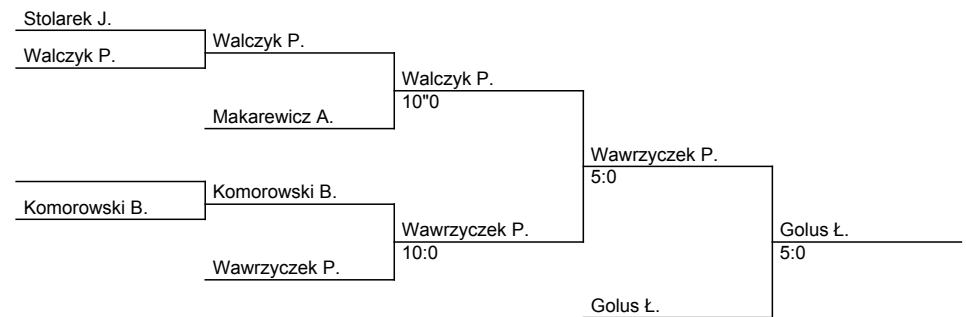 Stolarek J.
Walczyk P.
Walczyk P.
Makarewicz A.
Walczyk P.
10"0
Komorowski B.
Komorowski B.
Wawrzyczek P.
Wawrzyczek P.
10:0
Wawrzyczek P.
5:0
Golus Ł.
Golus Ł.
5:0